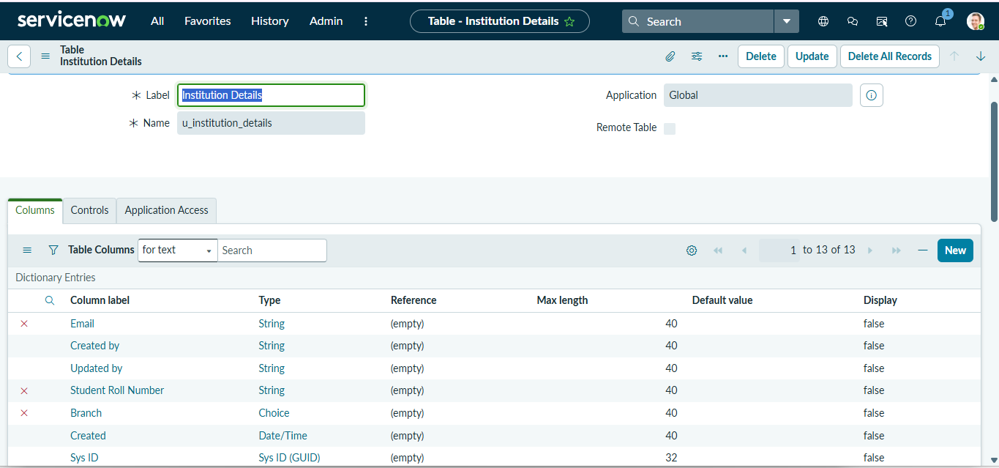 servicenow All Favorites History Admin Table - Institution Details Search 1
Table
Institution Details Delete Update Delete All Records
Label Institution Details Application Global
Name u_institution_details Remote Table
Columns Controls Application Access
Table Columns for text Search 1 to 13 of 13 New
Dictionary Entries
Column label Type Reference Max length Default value Display
Email String (empty) 40 false
Created by String (empty) 40 false
Updated by String (empty) 40 false
Student Roll Number String (empty) 40 false
Branch Choice (empty) 40 false
Created Date/Time (empty) 40 false
Sys ID Sys ID (GUID) (empty) 32 false